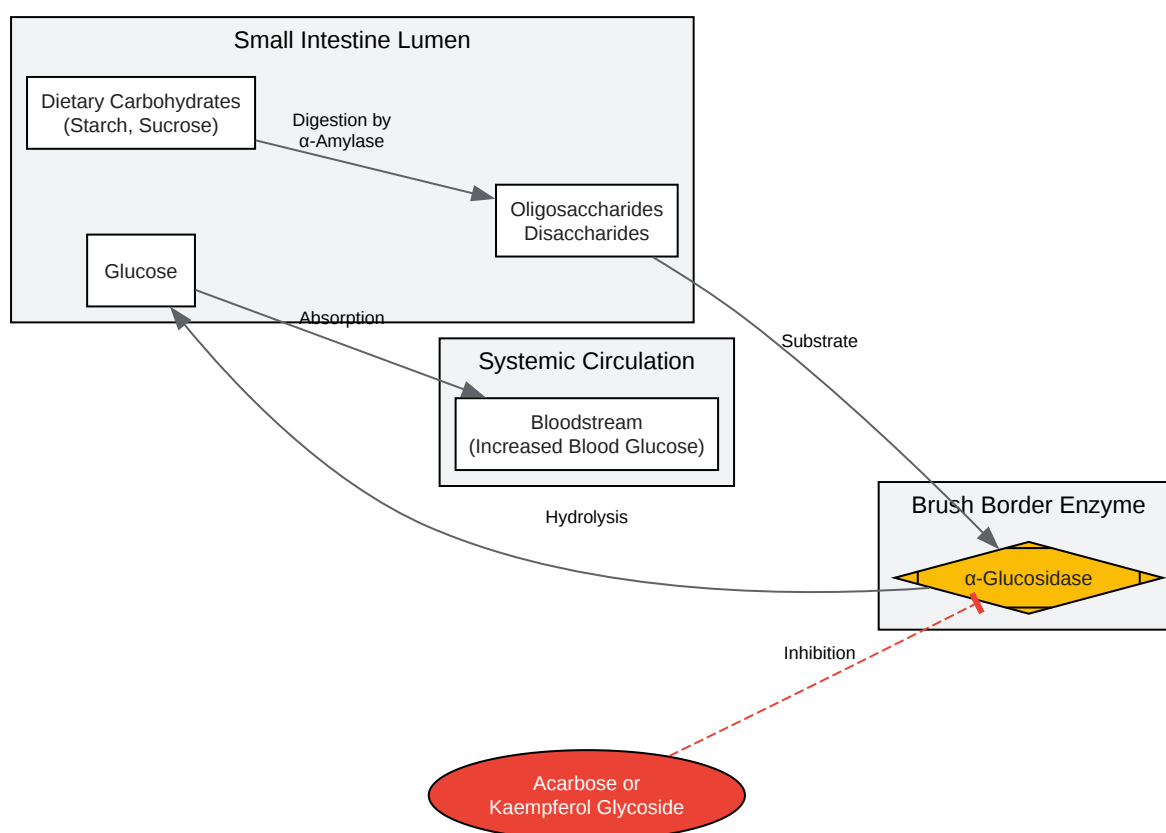 Small Intestine Lumen
Dietary Carbohydrates
(Starch, Sucrose)
Digestion by
α-Amylase
Oligosaccharides
Disaccharides
Glucose
Absorption
Substrate
Systemic Circulation
Bloodstream
(Increased Blood Glucose)
Hydrolysis
Brush Border Enzyme
α-Glucosidase
Inhibition
Acarbose or
Kaempferol Glycoside